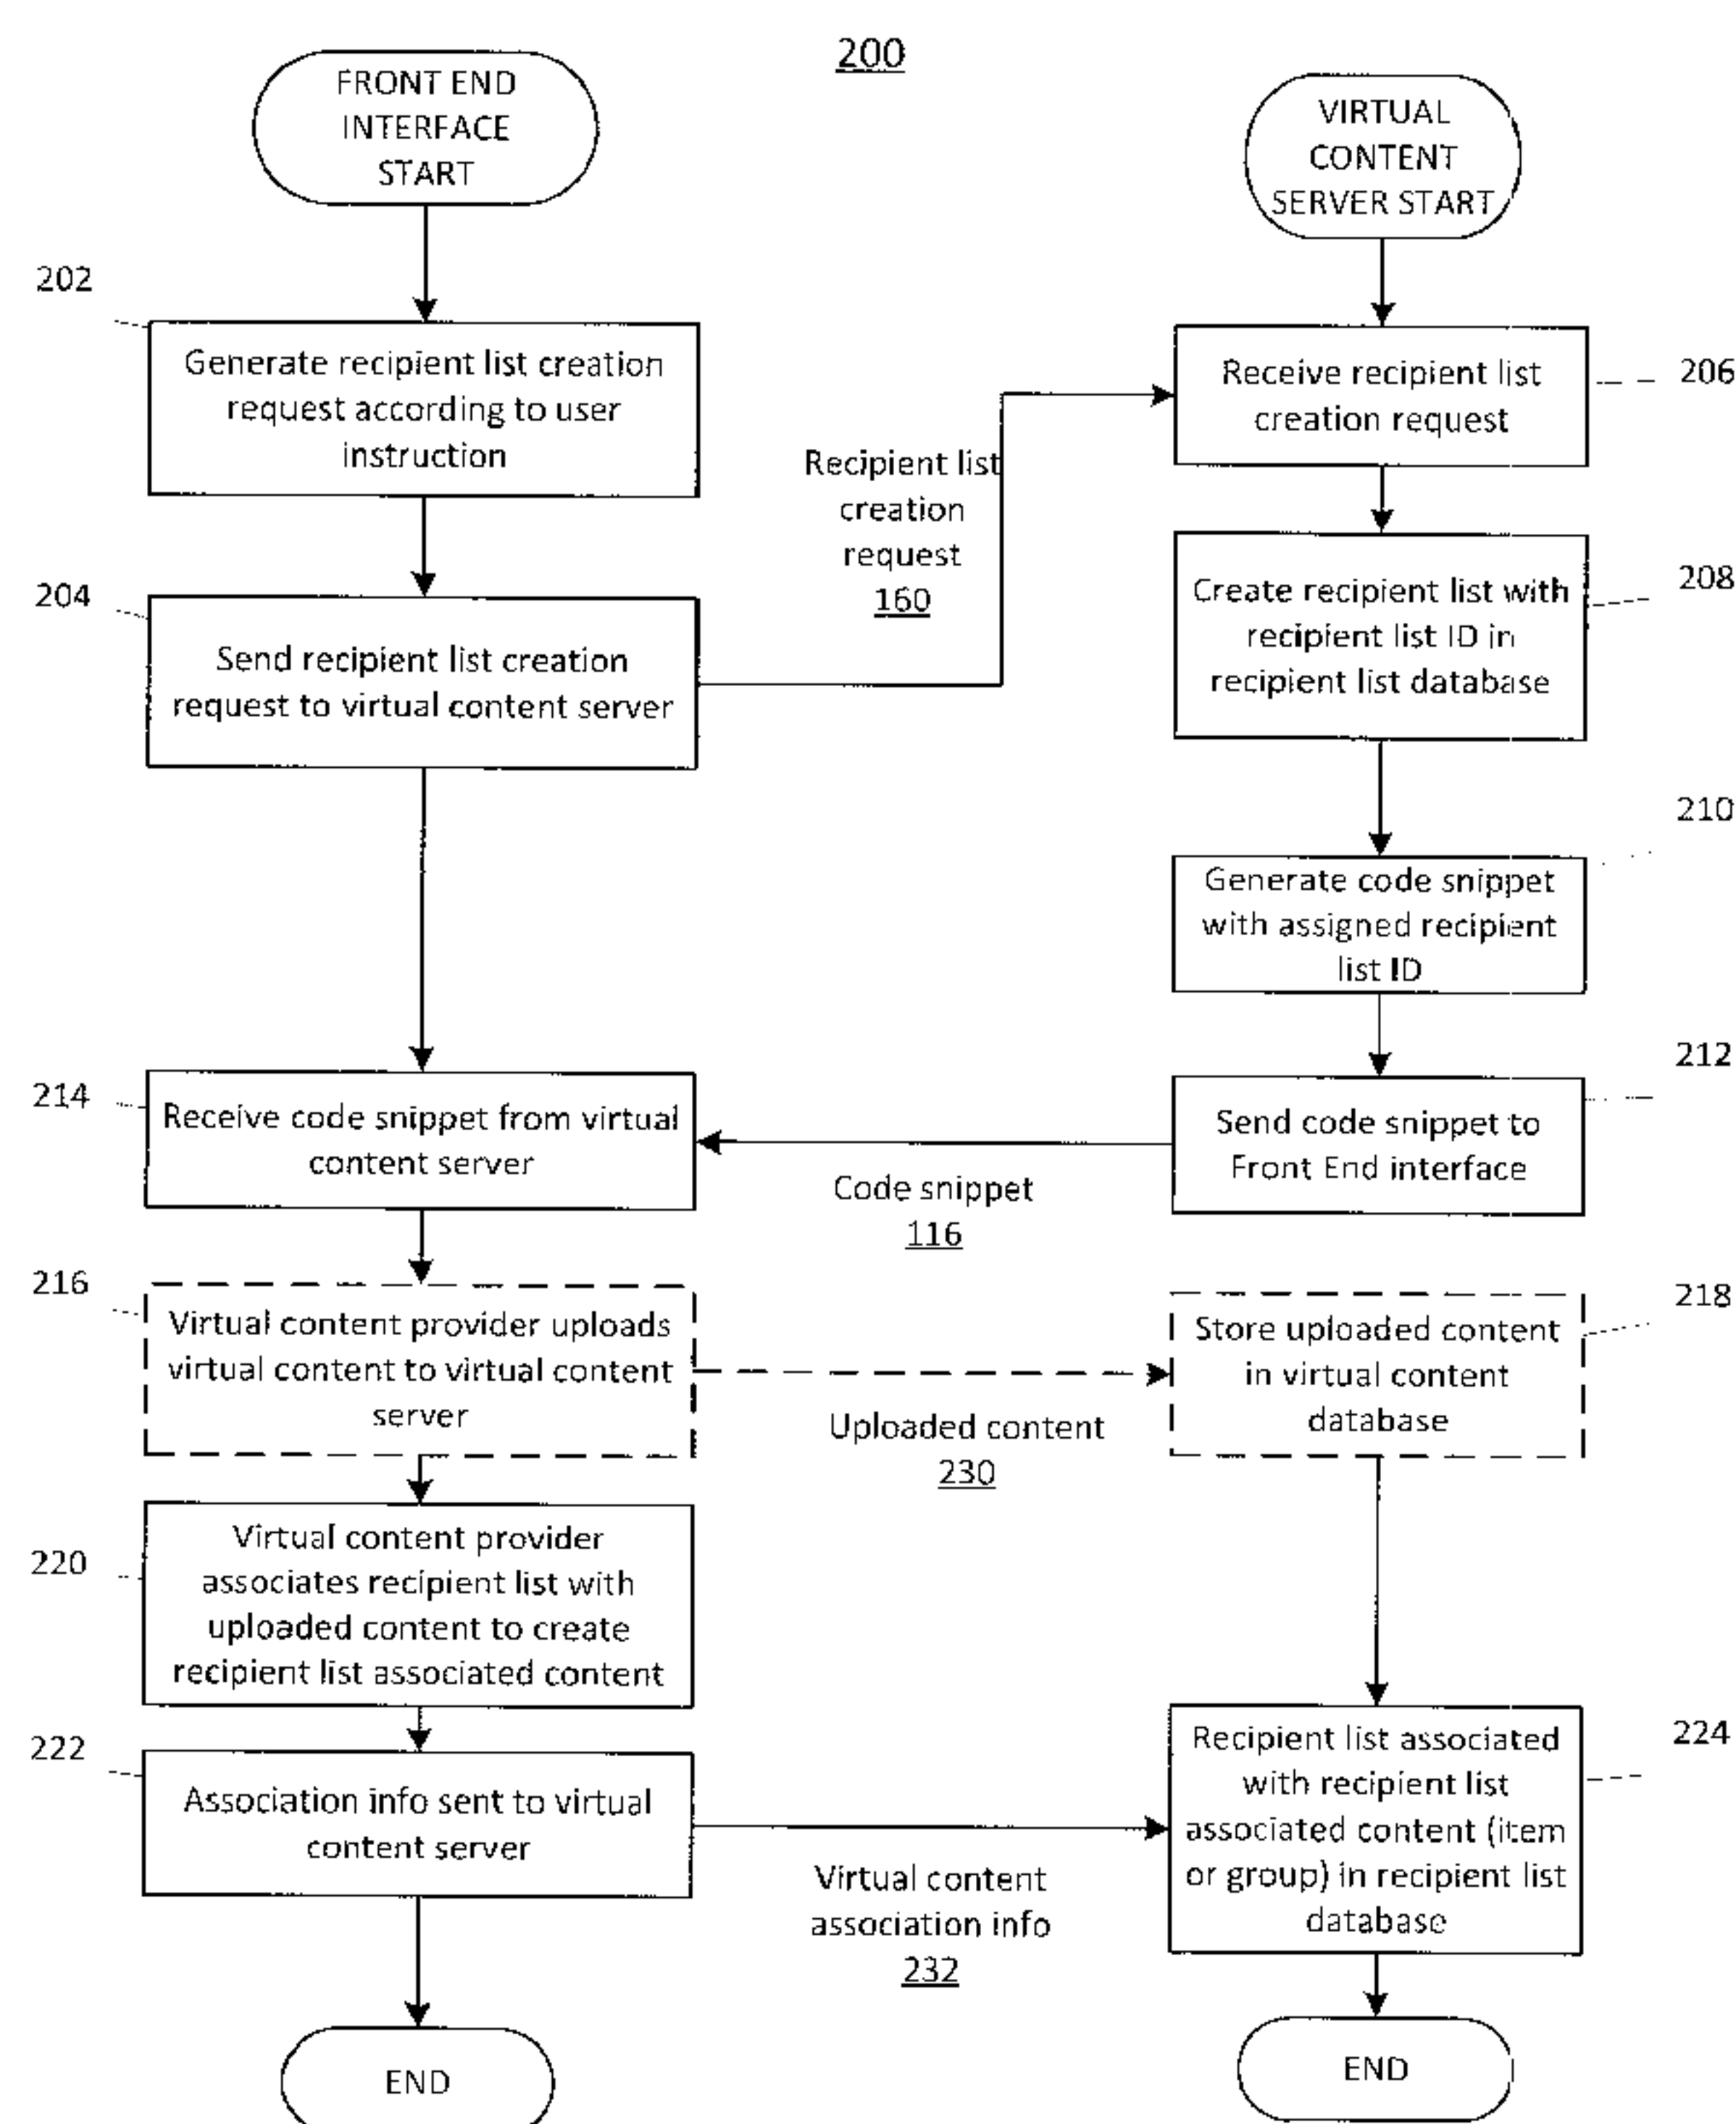 200
FRONT END
INTERFACE
START
VIRTUAL
CONTENT
SERVER START
202
Generate recipient list creation
request according to user
instruction
206
Receive recipient list
creation request
Recipient list
creation
request
160
204
Send recipient list creation
request to virtual content server
208
Create recipient list with
recipient list ID in
recipient list database
210
Generate code snippet
with assigned recipient
list ID
214
Receive code snippet from virtual
content server
212
Send code snippet to
Front End interface
Code snippet
116
216
Virtual content provider uploads
virtual content to virtual content
server
218
Store uploaded content
in virtual content
database
Uploaded content
230
220
Virtual content provider
associates recipient list with
uploaded content to create
recipient list associated content
222
Association info sent to virtual
content server
224
Recipient list associated
with recipient list
associated content (item
or group) in recipient list
database
Virtual content
association info
232
END
END